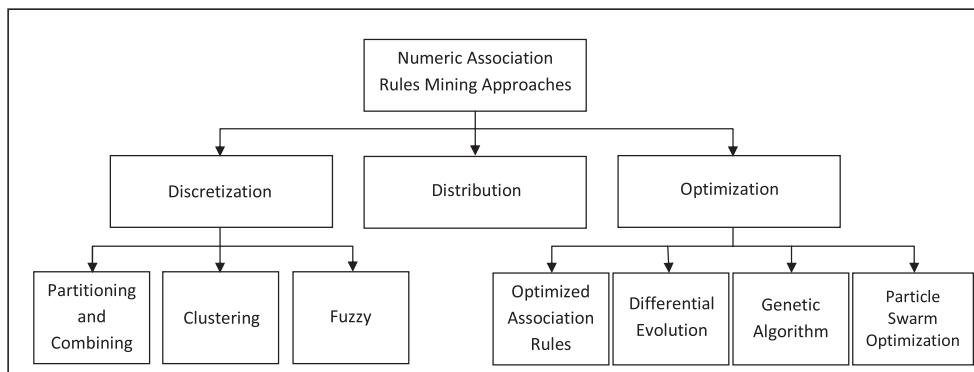 Numeric Association
Rules Mining Approaches
Discretization
Distribution
Optimization
Partitioning
and
Combining
Clustering
Fuzzy
Optimized
Association
Rules
Differential
Evolution
Genetic
Algorithm
Particle
Swarm
Optimization